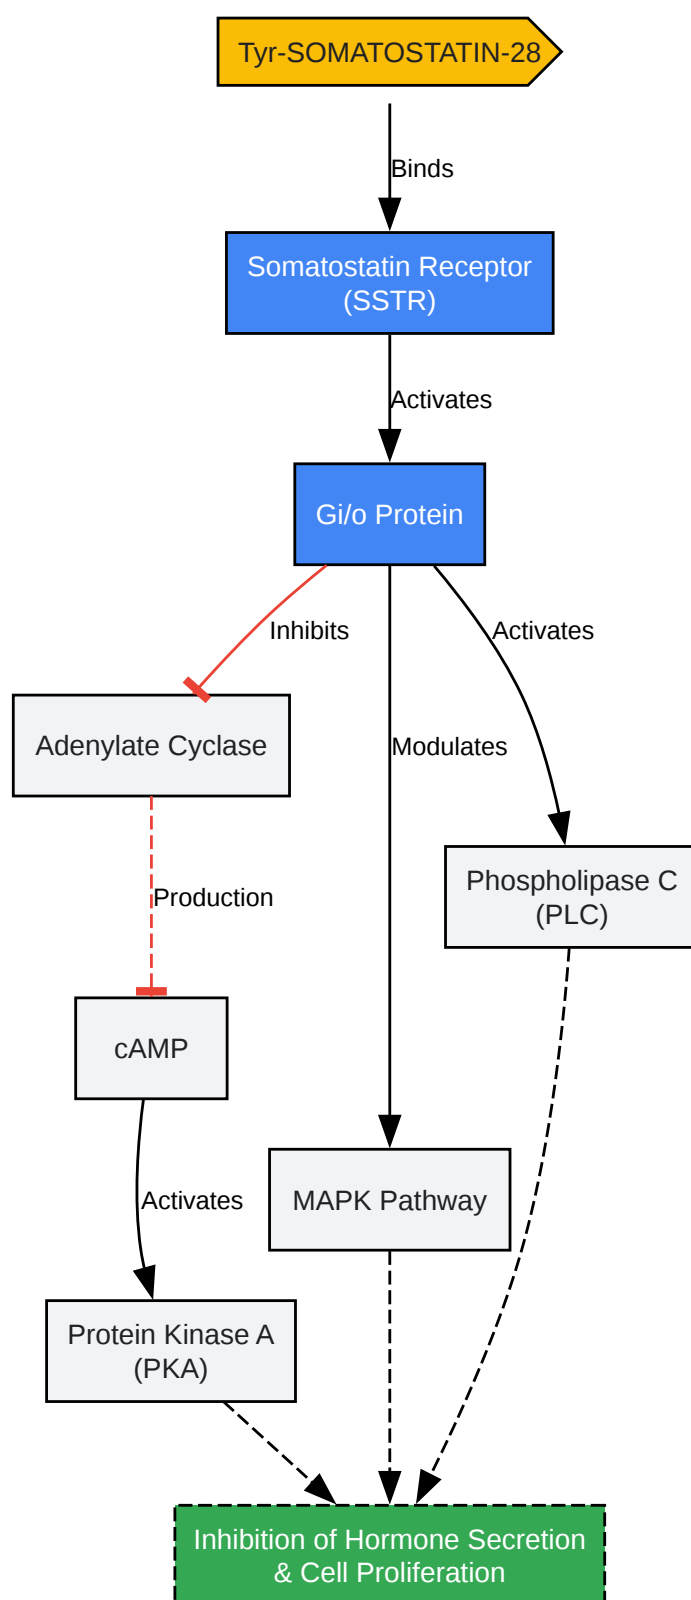 Tyr-SOMATOSTATIN-28
Binds
Somatostatin Receptor
(SSTR)
Activates
Gi/o Protein
Inhibits
Activates
Adenylate Cyclase
Modulates
Phospholipase C
(PLC)
Production
cAMP
Activates
MAPK Pathway
Protein Kinase A
(PKA)
Inhibition of Hormone Secretion
& Cell Proliferation